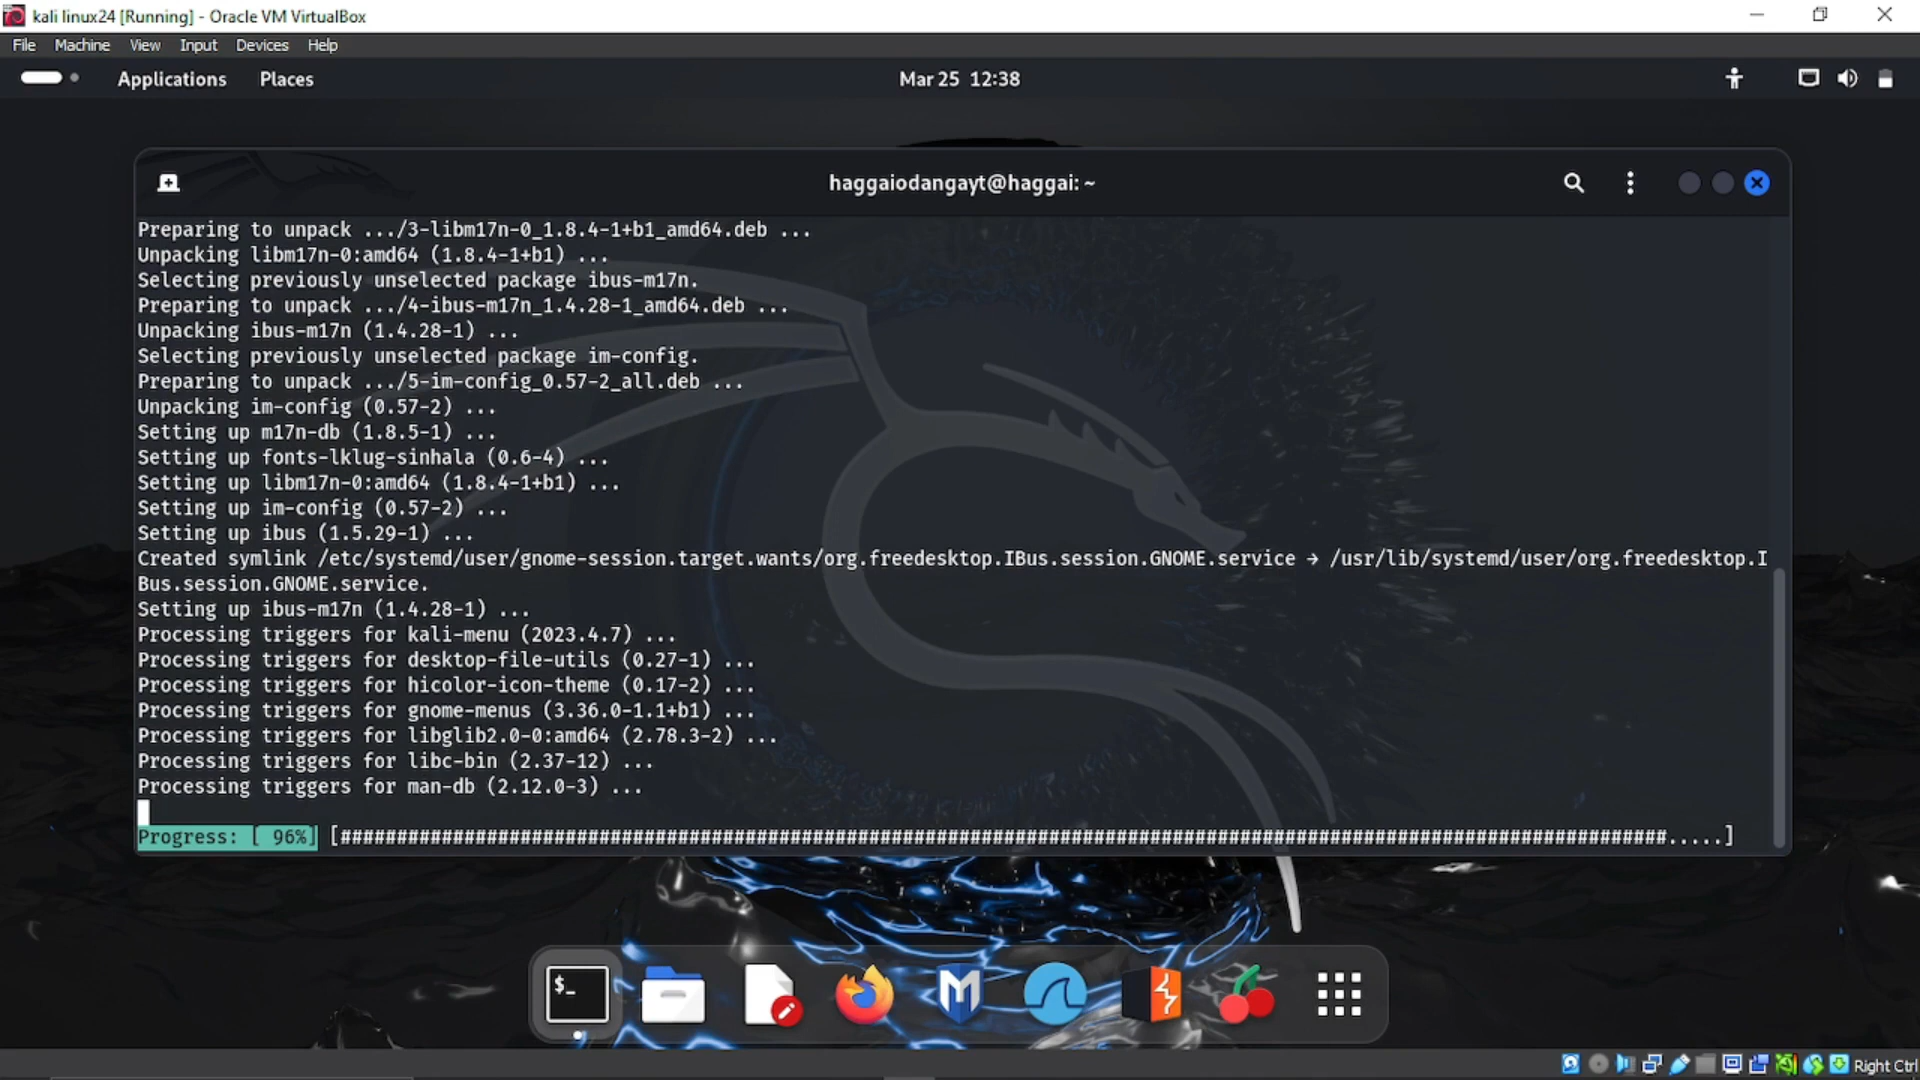 kali linux24 [Running] - Oracle VM VirtualBox
File Machine View Input Devices Help
Applications Places Mar 25 12:38
haggaiodangayt@haggai: ~
Preparing to unpack .../3-libm17n-0_1.8.4-1+b1_amd64.deb ...
Unpacking libm17n-0:amd64 (1.8.4-1+b1) ...
Selecting previously unselected package ibus-m17n.
Preparing to unpack .../4-ibus-m17n_1.4.28-1_amd64.deb ...
Unpacking ibus-m17n (1.4.28-1) ...
Selecting previously unselected package im-config.
Preparing to unpack .../5-im-config_0.57-2_all.deb ...
Unpacking im-config (0.57-2) ...
Setting up m17n-db (1.8.5-1) ...
Setting up fonts-lklug-sinhala (0.6-4) ...
Setting up libm17n-0:amd64 (1.8.4-1+b1) ...
Setting up im-config (0.57-2) ...
Setting up ibus (1.5.29-1) ...
Created symlink /etc/systemd/user/gnome-session.target.wants/org.freedesktop.IBus.session.GNOME.service → /usr/lib/systemd/user/org.freedesktop.I
Bus.session.GNOME.service.
Setting up ibus-m17n (1.4.28-1) ...
Processing triggers for kali-menu (2023.4.7) ...
Processing triggers for desktop-file-utils (0.27-1) ...
Processing triggers for hicolor-icon-theme (0.17-2) ...
Processing triggers for gnome-menus (3.36.0-1.1+b1) ...
Processing triggers for libglib2.0-0:amd64 (2.78.3-2) ...
Processing triggers for libc-bin (2.37-12) ...
Processing triggers for man-db (2.12.0-3) ...
Progress: [ 96%] [######################################################################################################################.....]
$_
Right Ctrl